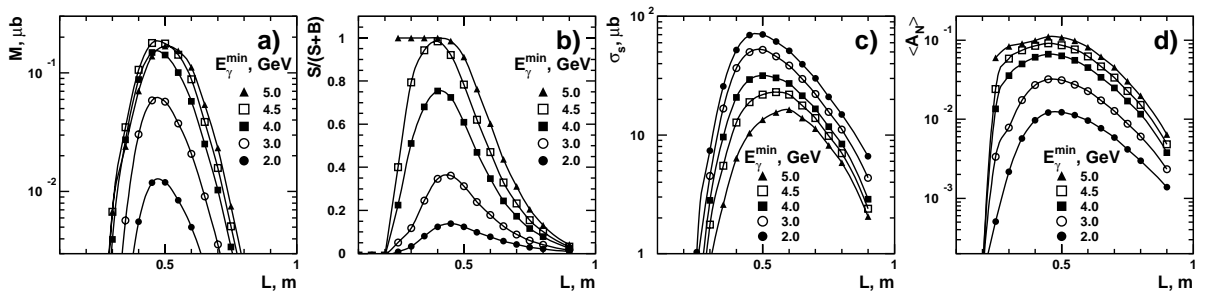 M, μb
10⁻¹
10⁻²
a)
E_γ^min, GeV
5.0
4.5
4.0
3.0
2.0
0.5
1
L, m
S/(S+B)
1
0.8
0.6
0.4
0.2
0
b)
E_γ^min, GeV
5.0
4.5
4.0
3.0
2.0
0.5
1
L, m
σ_s, μb
10²
10
1
c)
E_γ^min, GeV
5.0
4.5
4.0
3.0
2.0
0.5
1
L, m
<A_N>
10⁻¹
10⁻²
10⁻³
d)
E_γ^min, GeV
5.0
4.5
4.0
3.0
2.0
0.5
1
L, m